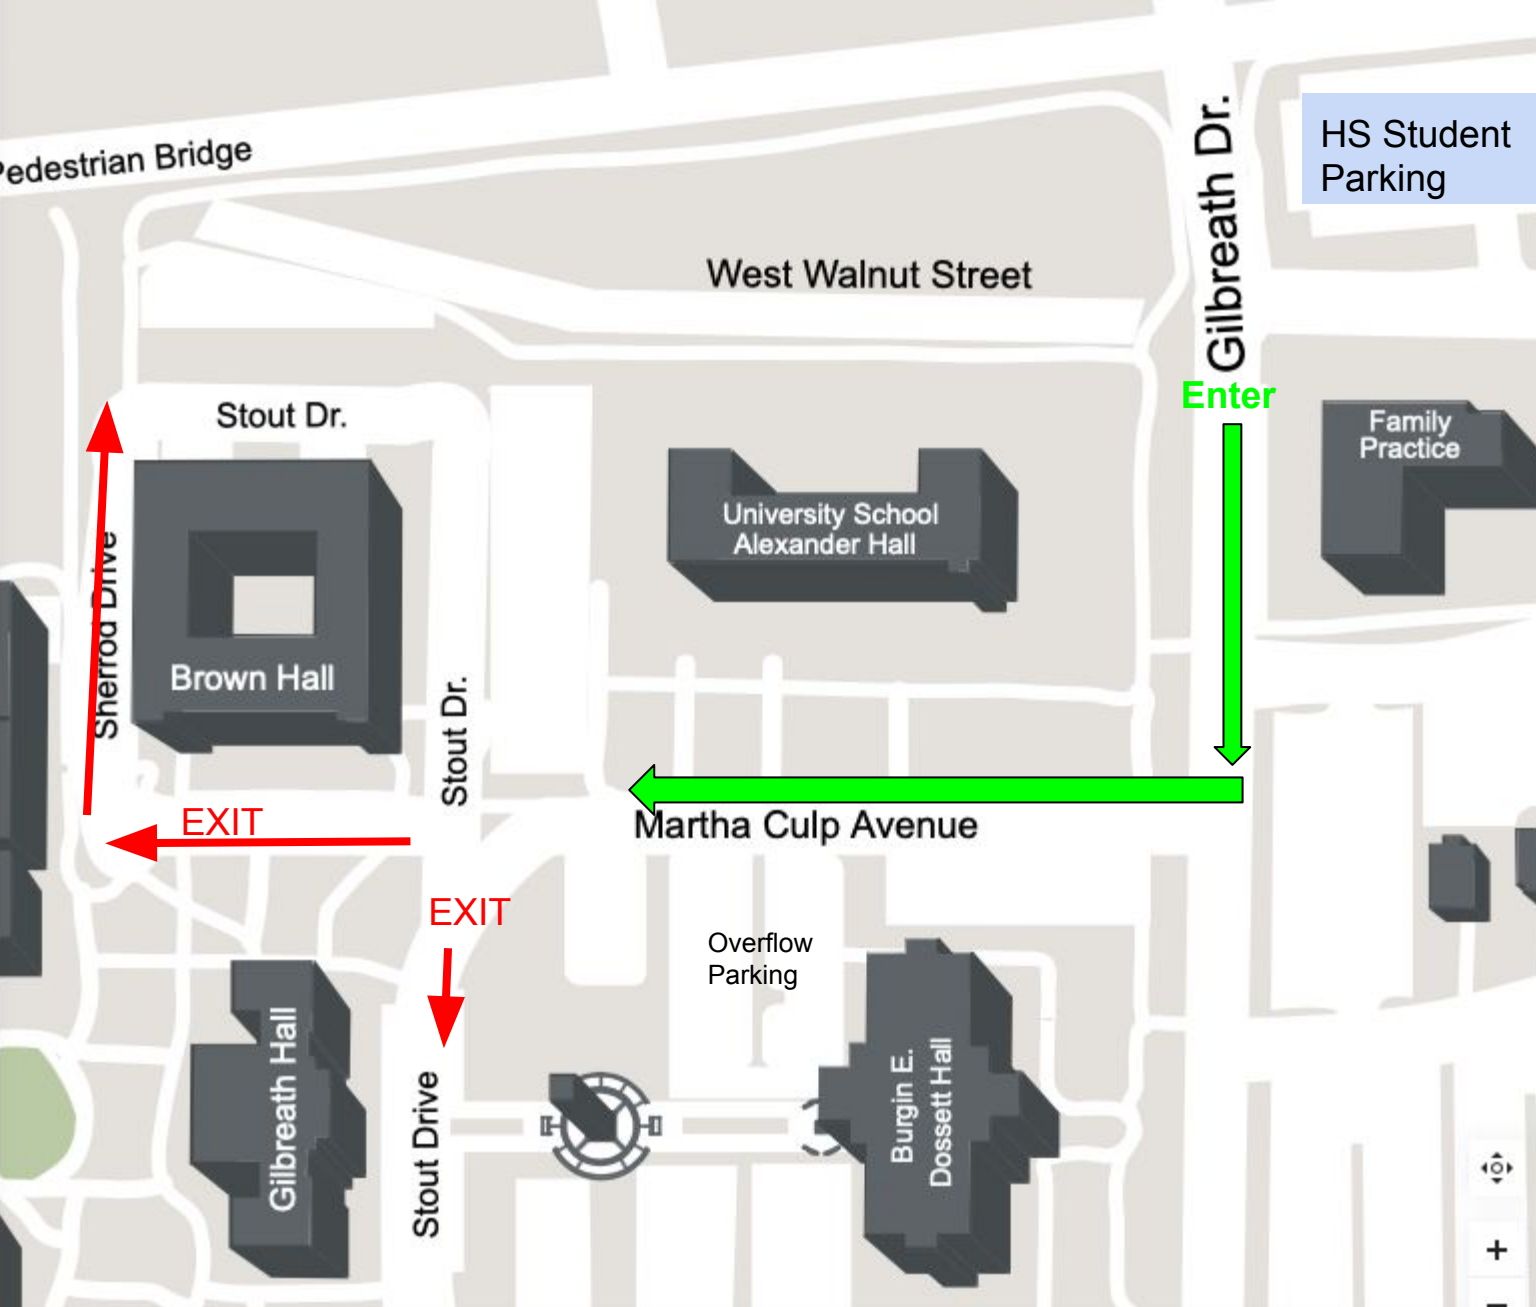 Pedestrian Bridge
Gilbreath Dr.
HS Student
Parking
West Walnut Street
Enter
Stout Dr.
Family
Practice
University School
Alexander Hall
Sherrod Drive
Brown Hall
Stout Dr.
EXIT
Martha Culp Avenue
EXIT
Overflow
Parking
Gilbreath Hall
Stout Drive
Burgin E.
Dossett Hall
+